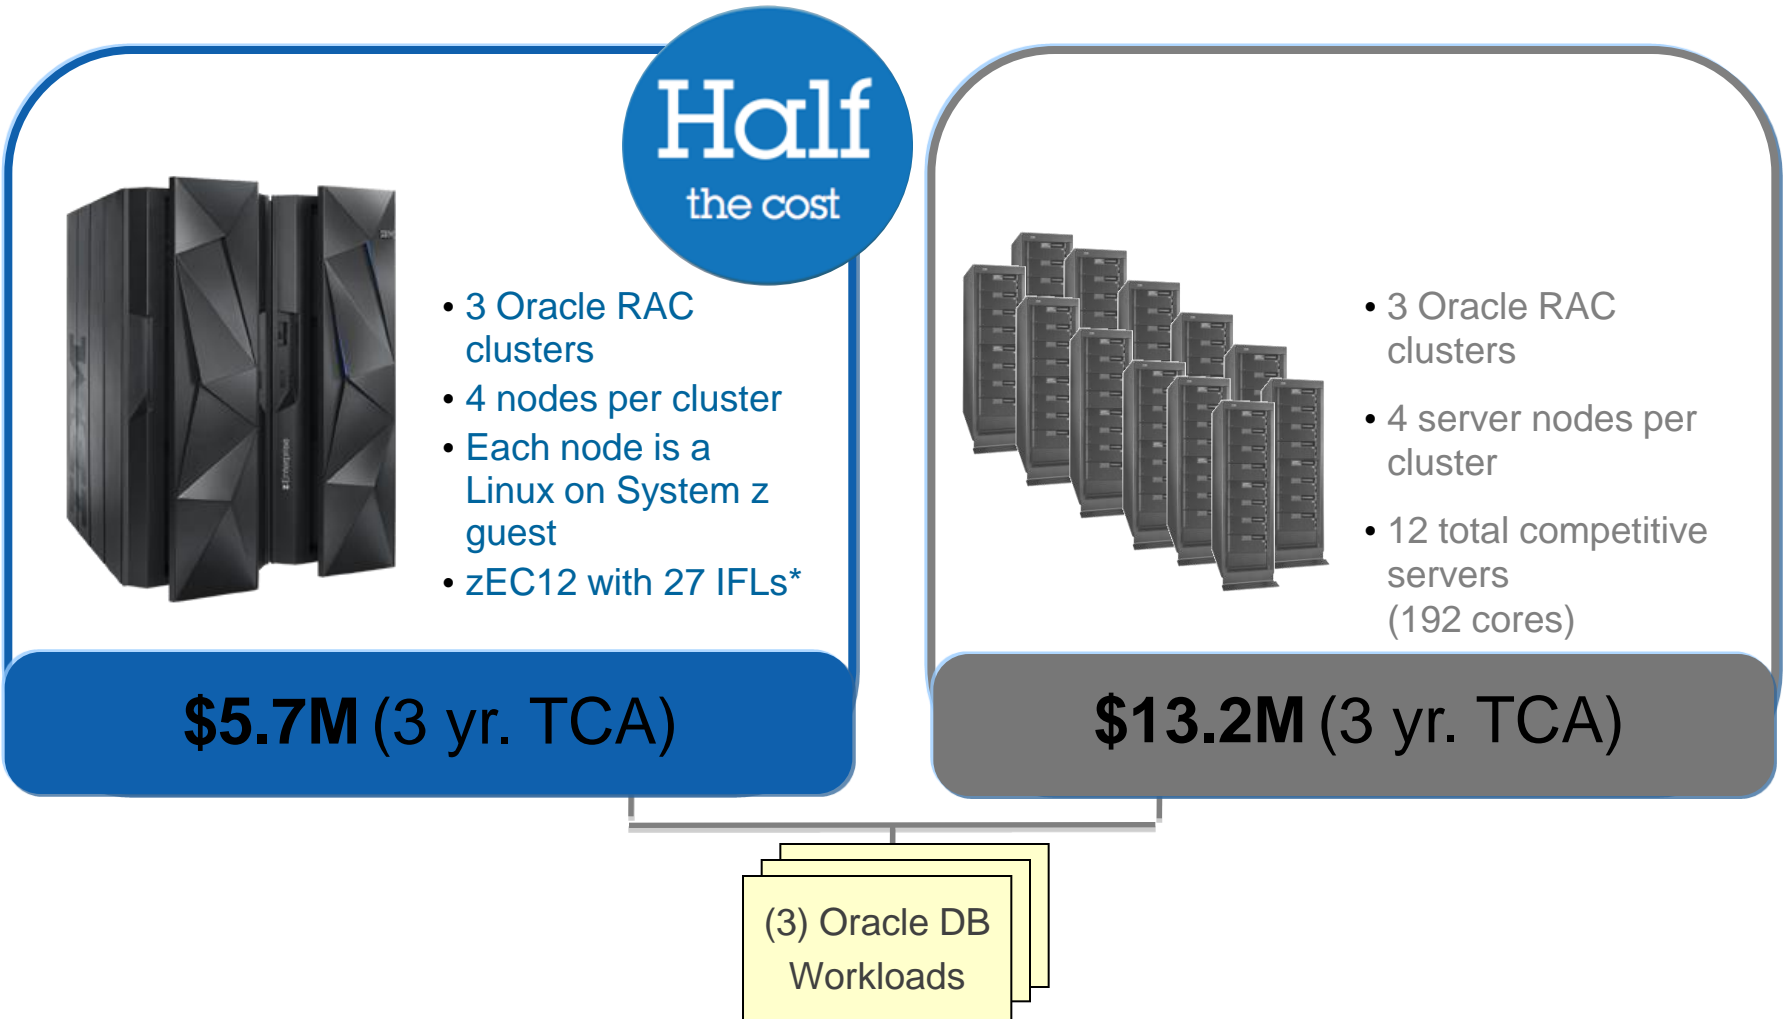 Half
the cost
• 3 Oracle RAC
clusters
• 4 nodes per cluster
• Each node is a
Linux on System z
guest
• zEC12 with 27 IFLs*
$5.7M (3 yr. TCA)
• 3 Oracle RAC
clusters
• 4 server nodes per
cluster
• 12 total competitive
servers
(192 cores)
$13.2M (3 yr. TCA)
(3) Oracle DB
Workloads
IBM
zEnterprise